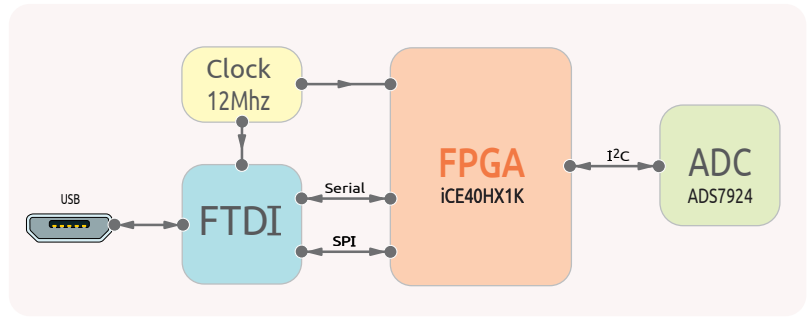 Clock
12Mhz
FPGA
iCE40HX1K
I²C
ADC
ADS7924
Serial
USB
FTDI
SPI